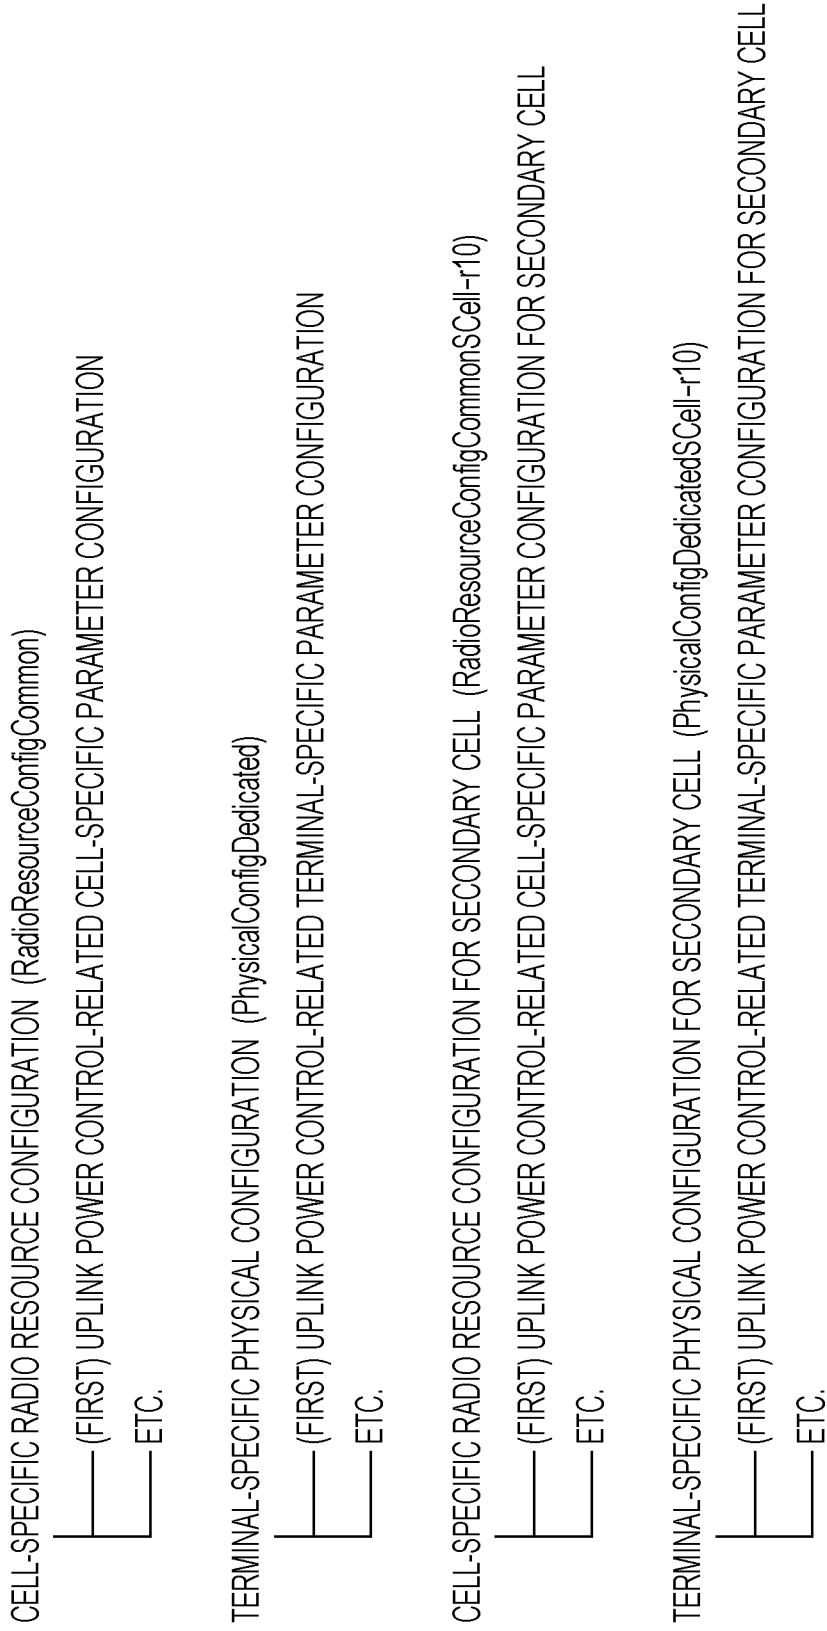 CELL-SPECIFIC RADIO RESOURCE CONFIGURATION (RadioResourceConfigCommon)
(FIRST) UPLINK POWER CONTROL-RELATED CELL-SPECIFIC PARAMETER CONFIGURATION
ETC.
TERMINAL-SPECIFIC PHYSICAL CONFIGURATION (PhysicalConfigDedicated)
(FIRST) UPLINK POWER CONTROL-RELATED TERMINAL-SPECIFIC PARAMETER CONFIGURATION
ETC.
CELL-SPECIFIC RADIO RESOURCE CONFIGURATION FOR SECONDARY CELL (RadioResourceConfigCommonSCell-r10)
(FIRST) UPLINK POWER CONTROL-RELATED CELL-SPECIFIC PARAMETER CONFIGURATION FOR SECONDARY CELL
ETC.
TERMINAL-SPECIFIC PHYSICAL CONFIGURATION FOR SECONDARY CELL (PhysicalConfigDedicatedSCell-r10)
(FIRST) UPLINK POWER CONTROL-RELATED TERMINAL-SPECIFIC PARAMETER CONFIGURATION FOR SECONDARY CELL
ETC.